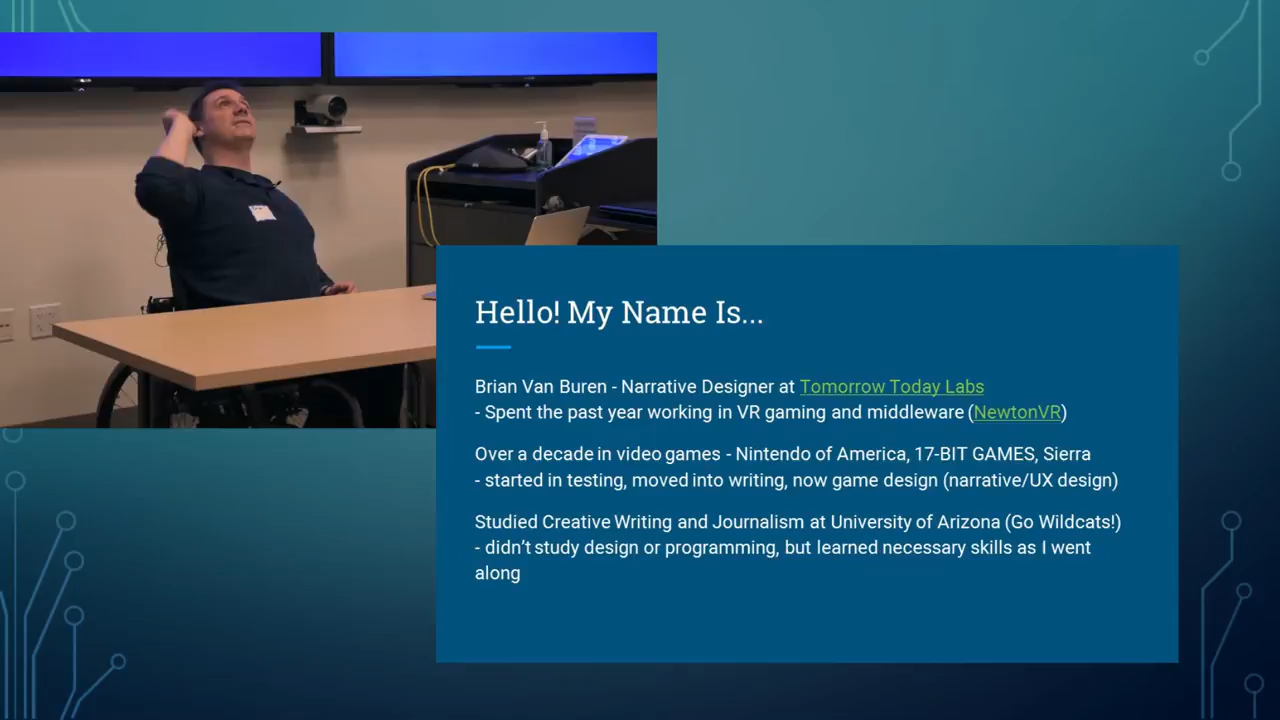 Hello! My Name Is...
Brian Van Buren - Narrative Designer at Tomorrow Today Labs
- Spent the past year working in VR gaming and middleware (NewtonVR)
Over a decade in video games - Nintendo of America, 17-BIT GAMES, Sierra
- started in testing, moved into writing, now game design (narrative/UX design)
Studied Creative Writing and Journalism at University of Arizona (Go Wildcats!)
- didn't study design or programming, but learned necessary skills as I went
along